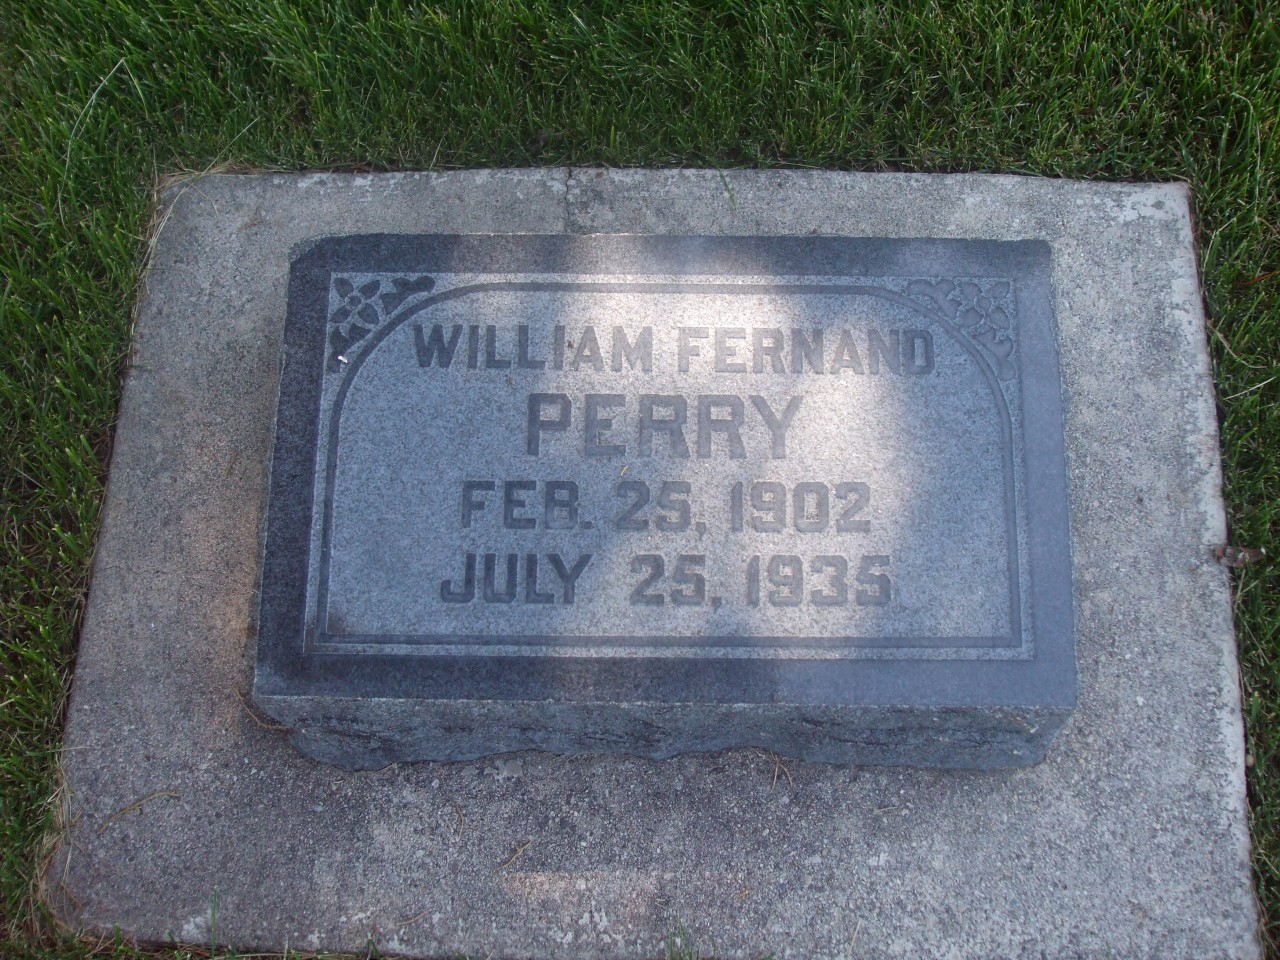 WILLIAM FERNAND
PERRY
FEB. 25, 1902
JULY 25, 1935